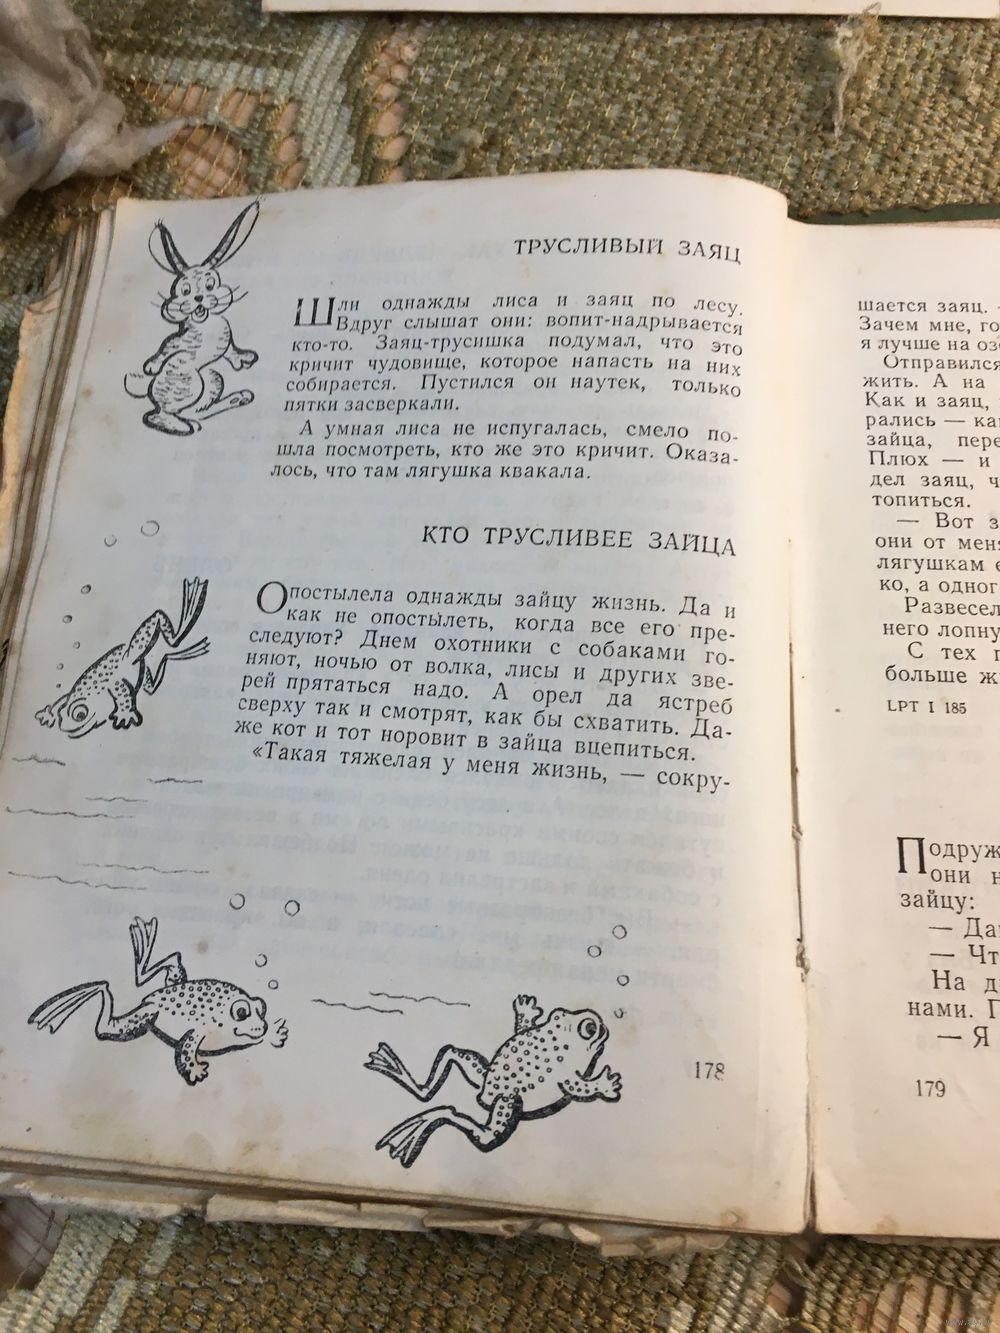 ТРУСЛИВЫЙ ЗАЯЦ
Шли однажды лиса и заяц по лесу.
Вдруг слышат они: вопит-надрывается
кто-то. Заяц-трусишка подумал, что это
кричит чудовище, которое напасть на них
собирается. Пустился он наутек, только
пятки засверкали.
А умная лиса не испугалась, смело по-
шла посмотреть, кто же это кричит. Оказа-
лось, что там лягушка квакала.
КТО ТРУСЛИВЕЕ ЗАЙЦА
Опостылела однажды зайцу жизнь. Да и
как не опостылеть, когда все его пре-
следуют? Днем охотники с собаками го-
няют, ночью от волка, лисы и других зве-
рей прятаться надо. А орел да ястреб
сверху так и смотрят, как бы схватить. Да-
же кот и тот норовит в зайца вцепиться.
«Такая тяжелая у меня жизнь, — сокру-
178
шается заяц. —
Зачем мне, го
я лучше на оз
Отправился
жить. А на
Как и заяц,
рались — ка
зайца, пере
Плюх — и
дел заяц, ч
топиться.
— Вот з
они от мен
лягушкам е
ко, а одног
Развесел
него лопну
С тех п
больше ж
LPT I 185
Подруж
они н
зайцу:
— Да
— Чт
На д
нами. П
— Я
179